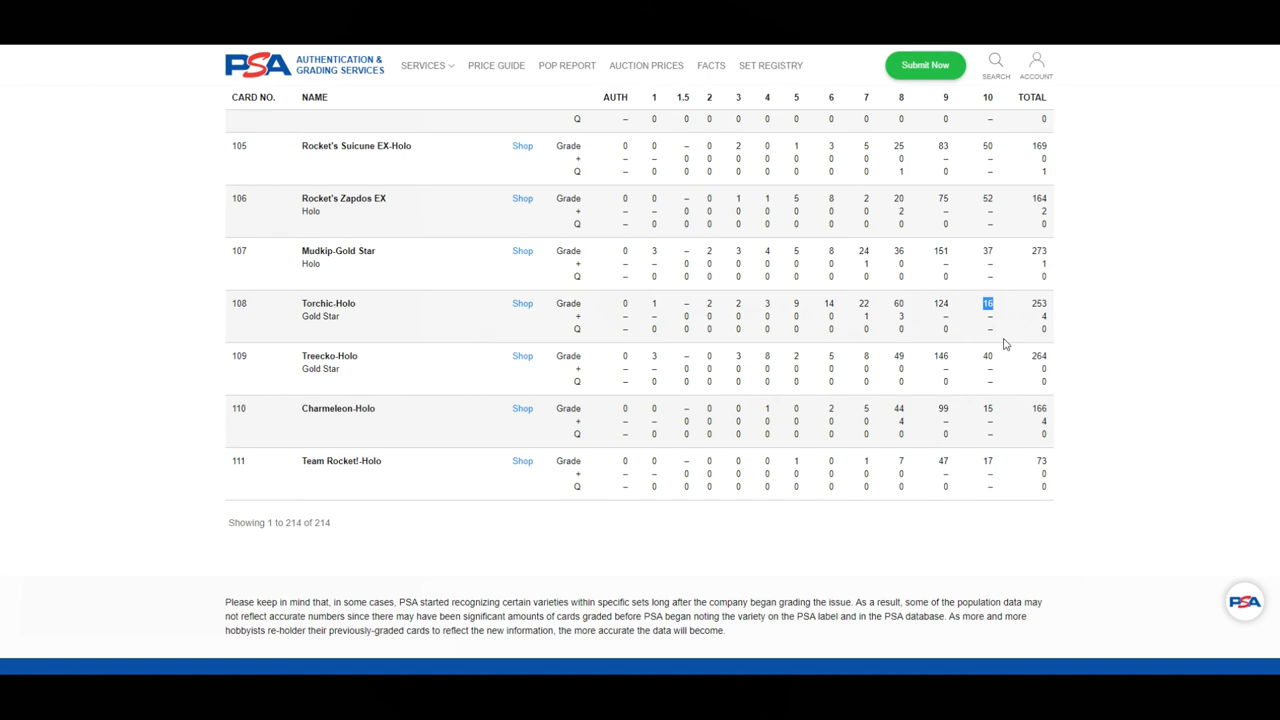 PSA AUTHENTICATION & GRADING SERVICES SERVICES PRICE GUIDE POP REPORT AUCTION PRICES FACTS SET REGISTRY Submit Now SEARCH ACCOUNT
CARD NO. NAME AUTH 1 1.5 2 3 4 5 6 7 8 9 10 TOTAL
Q – 0 0 0 0 0 0 0 0 0 0 – 0
105 Rocket's Suicune EX-Holo Shop Grade 0 0 – 0 2 0 1 3 5 25 83 50 169
+ – – 0 0 0 0 0 0 0 0 – – 0
Q – 0 0 0 0 0 0 0 0 1 0 – 1
106 Rocket's Zapdos EX Shop Grade 0 0 – 0 1 1 5 8 2 20 75 52 164
Holo + – – 0 0 0 0 0 0 0 2 – – 2
Q – 0 0 0 0 0 0 0 0 0 0 – 0
107 Mudkip-Gold Star Shop Grade 0 3 – 2 3 4 5 8 24 36 151 37 273
Holo + – – 0 0 0 0 0 0 1 0 – – 1
Q – 0 0 0 0 0 0 0 0 0 0 – 0
108 Torchic-Holo Shop Grade 0 1 – 2 2 3 9 14 22 60 124 16 253
Gold Star + – – 0 0 0 0 0 0 1 3 – – 4
Q – 0 0 0 0 0 0 0 0 0 0 – 0
109 Treecko-Holo Shop Grade 0 3 – 0 3 8 2 5 8 49 146 40 264
Gold Star + – – 0 0 0 0 0 0 0 0 – – 0
Q – 0 0 0 0 0 0 0 0 0 0 – 0
110 Charmeleon-Holo Shop Grade 0 0 – 0 0 1 0 2 5 44 99 15 166
+ – – 0 0 0 0 0 0 0 4 – – 4
Q – 0 0 0 0 0 0 0 0 0 0 – 0
111 Team Rocket!-Holo Shop Grade 0 0 – 0 0 0 1 0 1 7 47 17 73
+ – – 0 0 0 0 0 0 0 0 – – 0
Q – 0 0 0 0 0 0 0 0 0 0 – 0
Showing 1 to 214 of 214
Please keep in mind that, in some cases, PSA started recognizing certain varieties within specific sets long after the company began grading the issue. As a result, some of the population data may
not reflect accurate numbers since there may have been significant amounts of cards graded before PSA began noting the variety on the PSA label and in the PSA database. As more and more
hobbyists re-holder their previously-graded cards to reflect the new information, the more accurate the data will become.
PSA